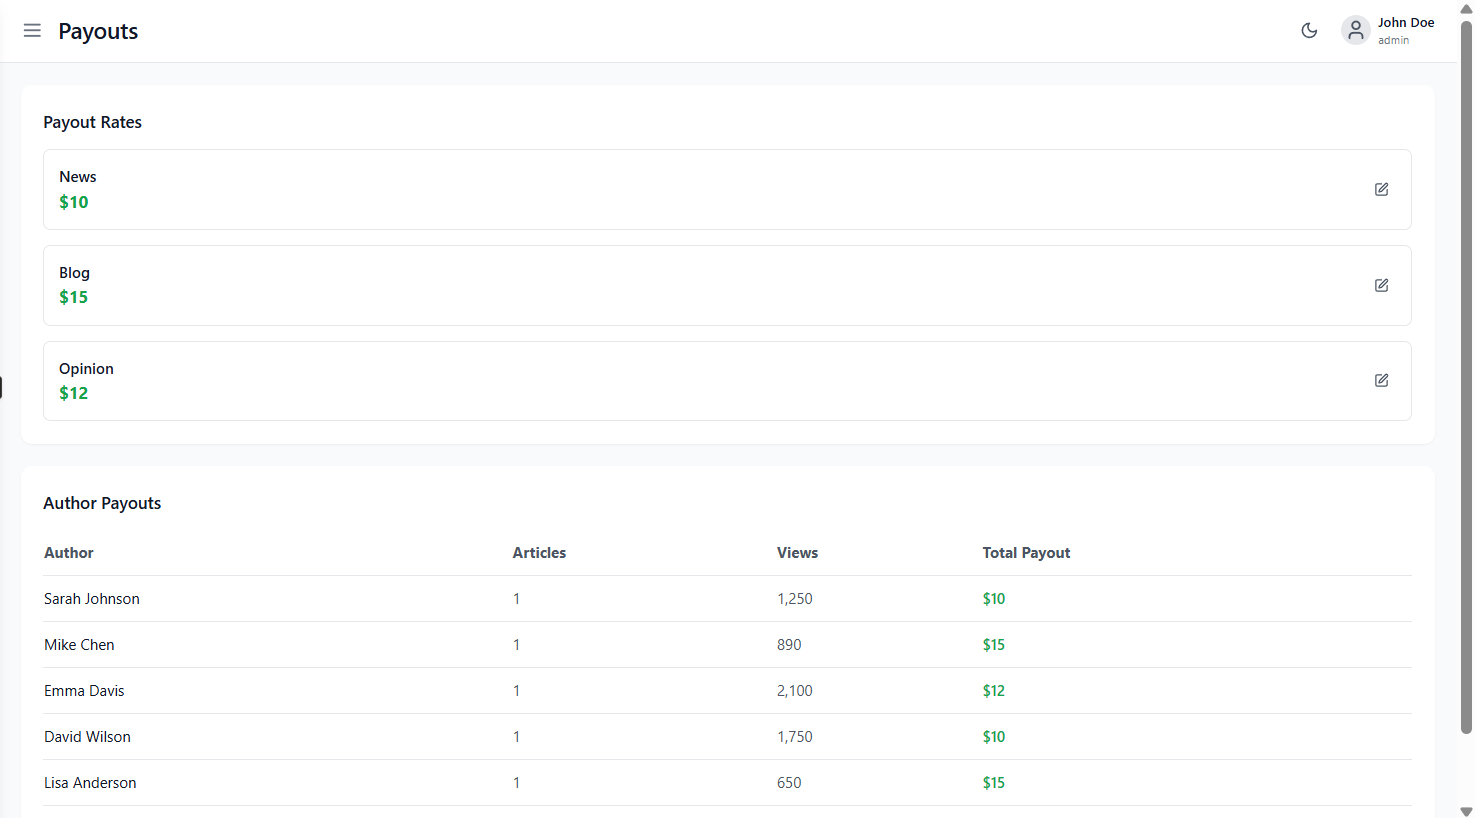 Payouts
John Doe
admin
Payout Rates
News
$10
Blog
$15
Opinion
$12
Author Payouts
Author Articles Views Total Payout
Sarah Johnson 1 1,250 $10
Mike Chen 1 890 $15
Emma Davis 1 2,100 $12
David Wilson 1 1,750 $10
Lisa Anderson 1 650 $15